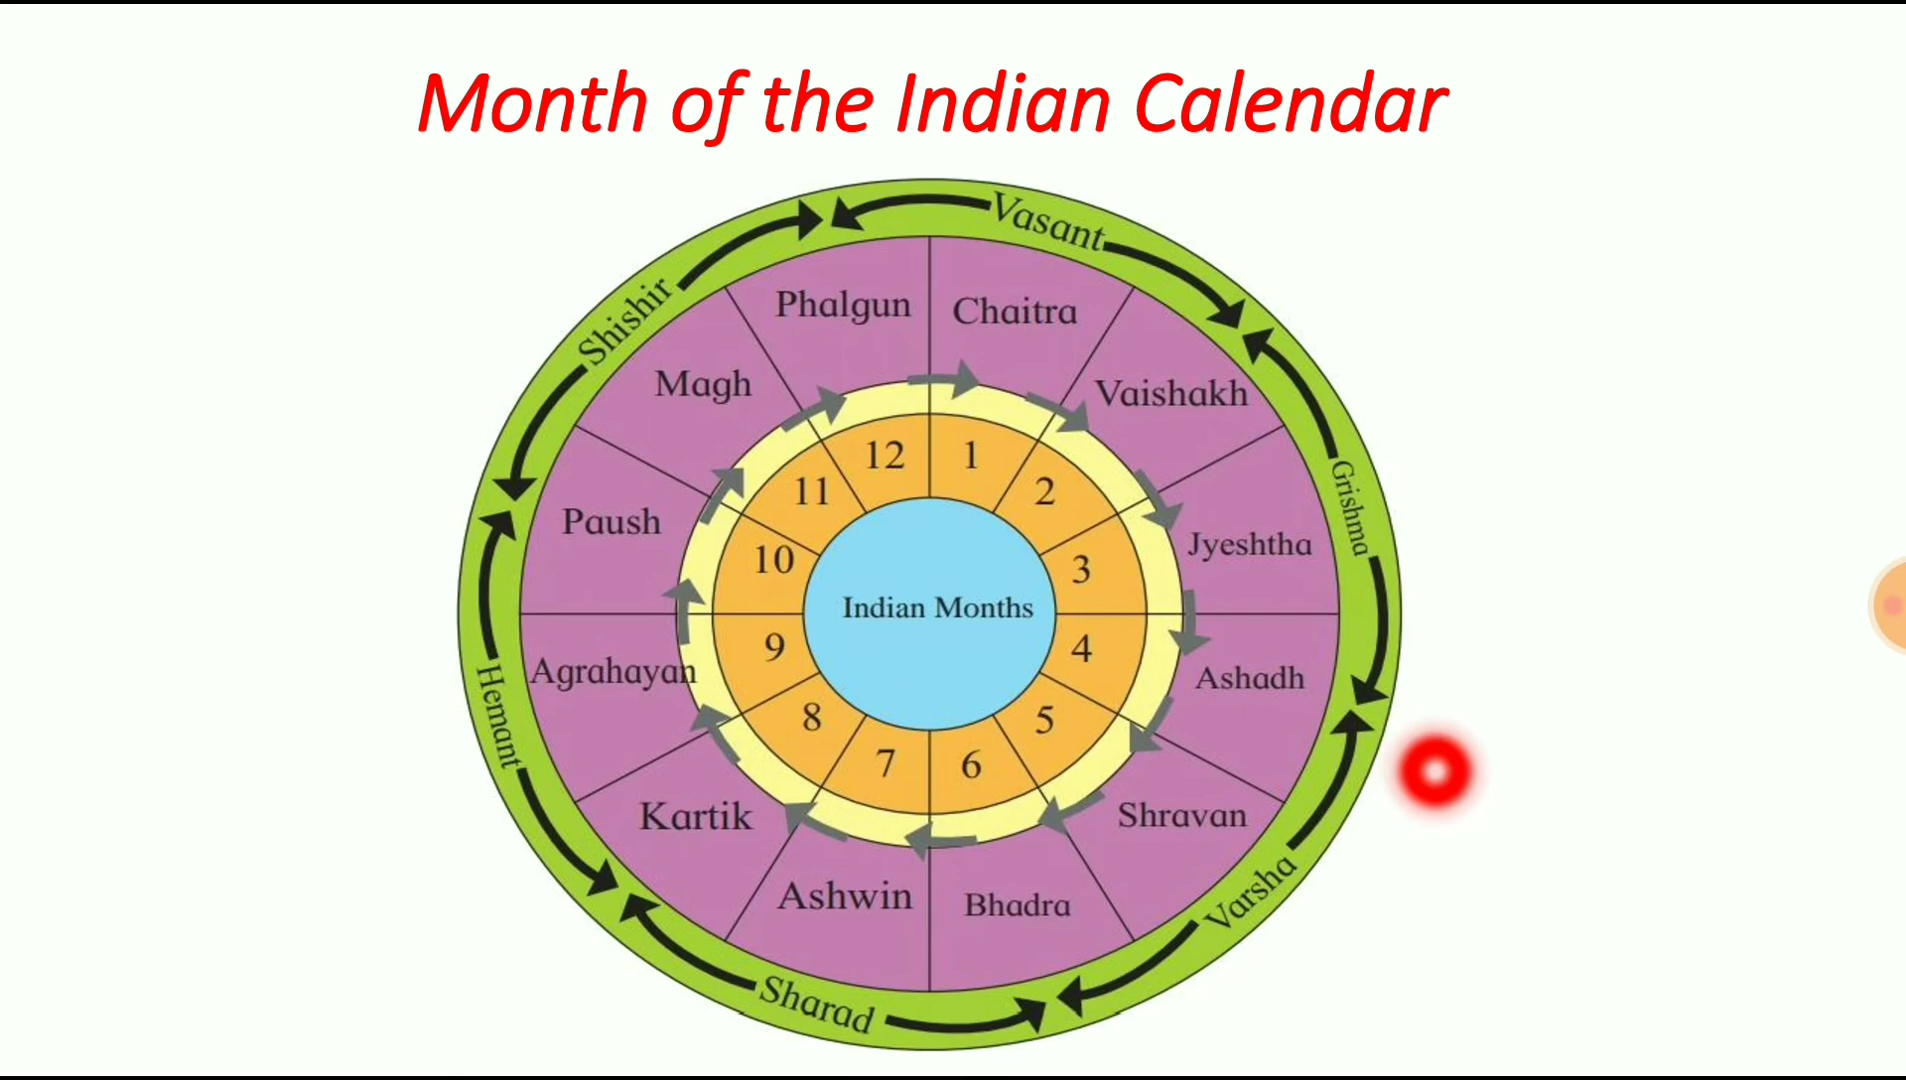 Month of the Indian Calendar
Vasant
Grishma
Varsha
Sharad
Hemant
Shishir
Chaitra
Vaishakh
Jyeshtha
Ashadh
Shravan
Bhadra
Ashwin
Kartik
Agrahayan
Paush
Magh
Phalgun
1
2
3
4
5
6
7
8
9
10
11
12
Indian Months